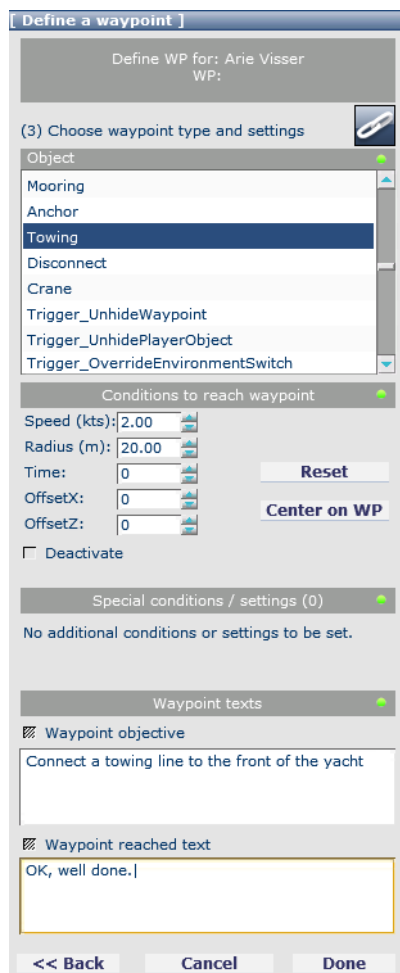 [ Define a waypoint ]
Define WP for: Arie Visser
WP:
(3) Choose waypoint type and settings
Object
Mooring
Anchor
Towing
Disconnect
Crane
Trigger_UnhideWaypoint
Trigger_UnhidePlayerObject
Trigger_OverrideEnvironmentSwitch
Conditions to reach waypoint
Speed (kts): 2.00
Radius (m): 20.00
Time: 0 Reset
OffsetX: 0
OffsetZ: 0 Center on WP
Deactivate
Special conditions / settings (0)
No additional conditions or settings to be set.
Waypoint texts
Waypoint objective
Connect a towing line to the front of the yacht
Waypoint reached text
OK, well done.
<< Back Cancel Done